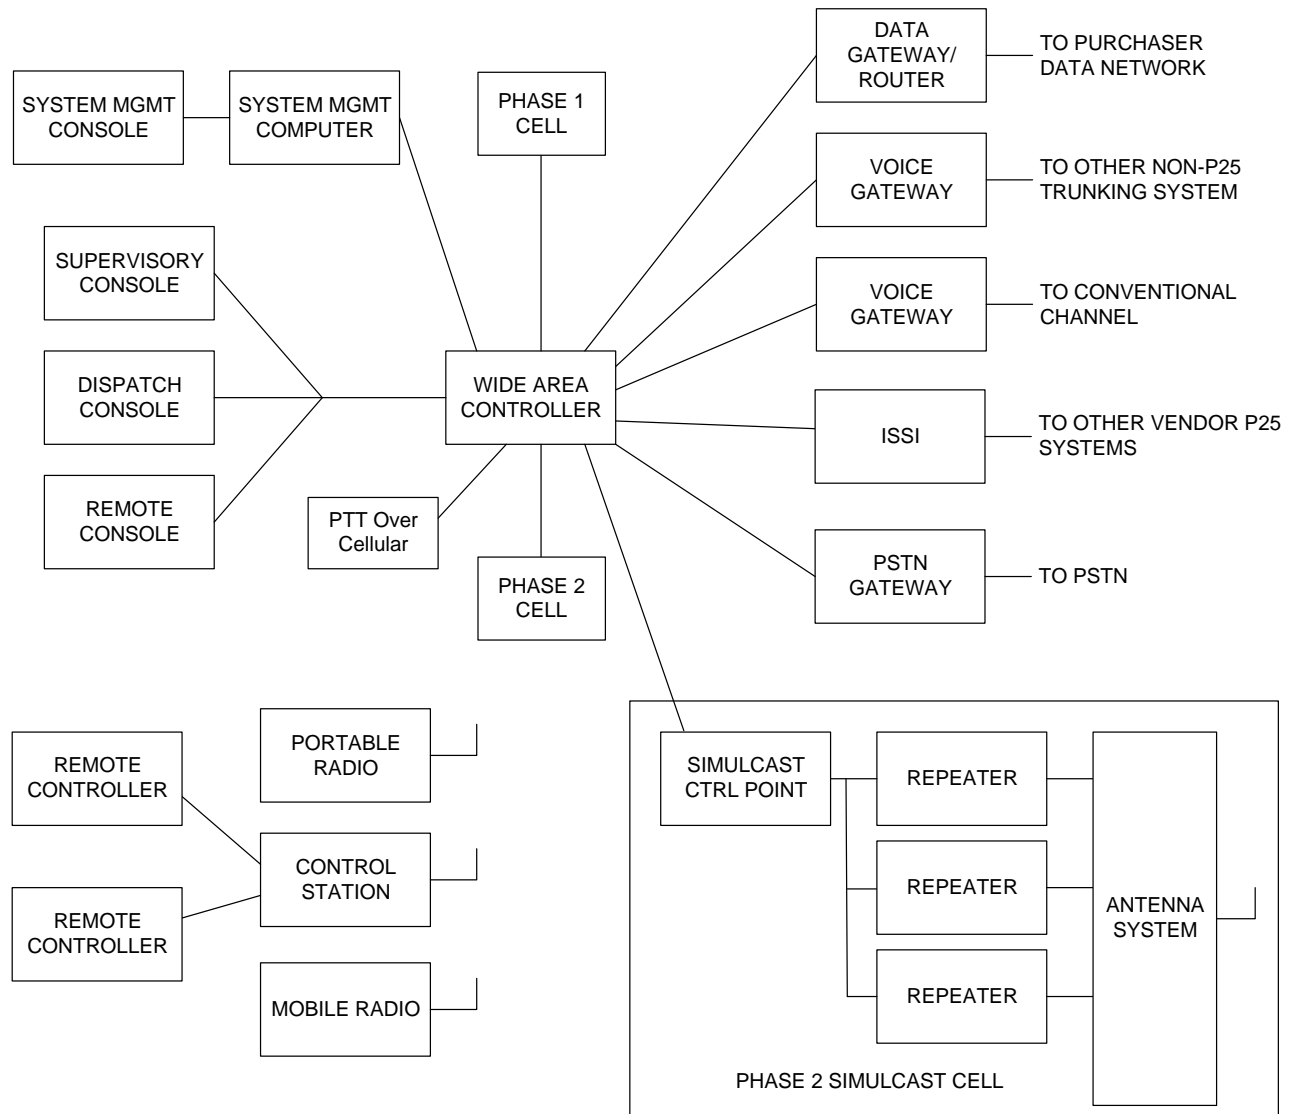 DATA
GATEWAY/
ROUTER
TO PURCHASER
DATA NETWORK
SYSTEM MGMT
CONSOLE
SYSTEM MGMT
COMPUTER
PHASE 1
CELL
VOICE
GATEWAY
TO OTHER NON-P25
TRUNKING SYSTEM
SUPERVISORY
CONSOLE
VOICE
GATEWAY
TO CONVENTIONAL
CHANNEL
DISPATCH
CONSOLE
WIDE AREA
CONTROLLER
ISSI
TO OTHER VENDOR P25
SYSTEMS
REMOTE
CONSOLE
PTT Over
Cellular
PHASE 2
CELL
PSTN
GATEWAY
TO PSTN
REMOTE
CONTROLLER
PORTABLE
RADIO
SIMULCAST
CTRL POINT
REPEATER
CONTROL
STATION
REPEATER
REMOTE
CONTROLLER
ANTENNA
SYSTEM
MOBILE RADIO
REPEATER
PHASE 2 SIMULCAST CELL